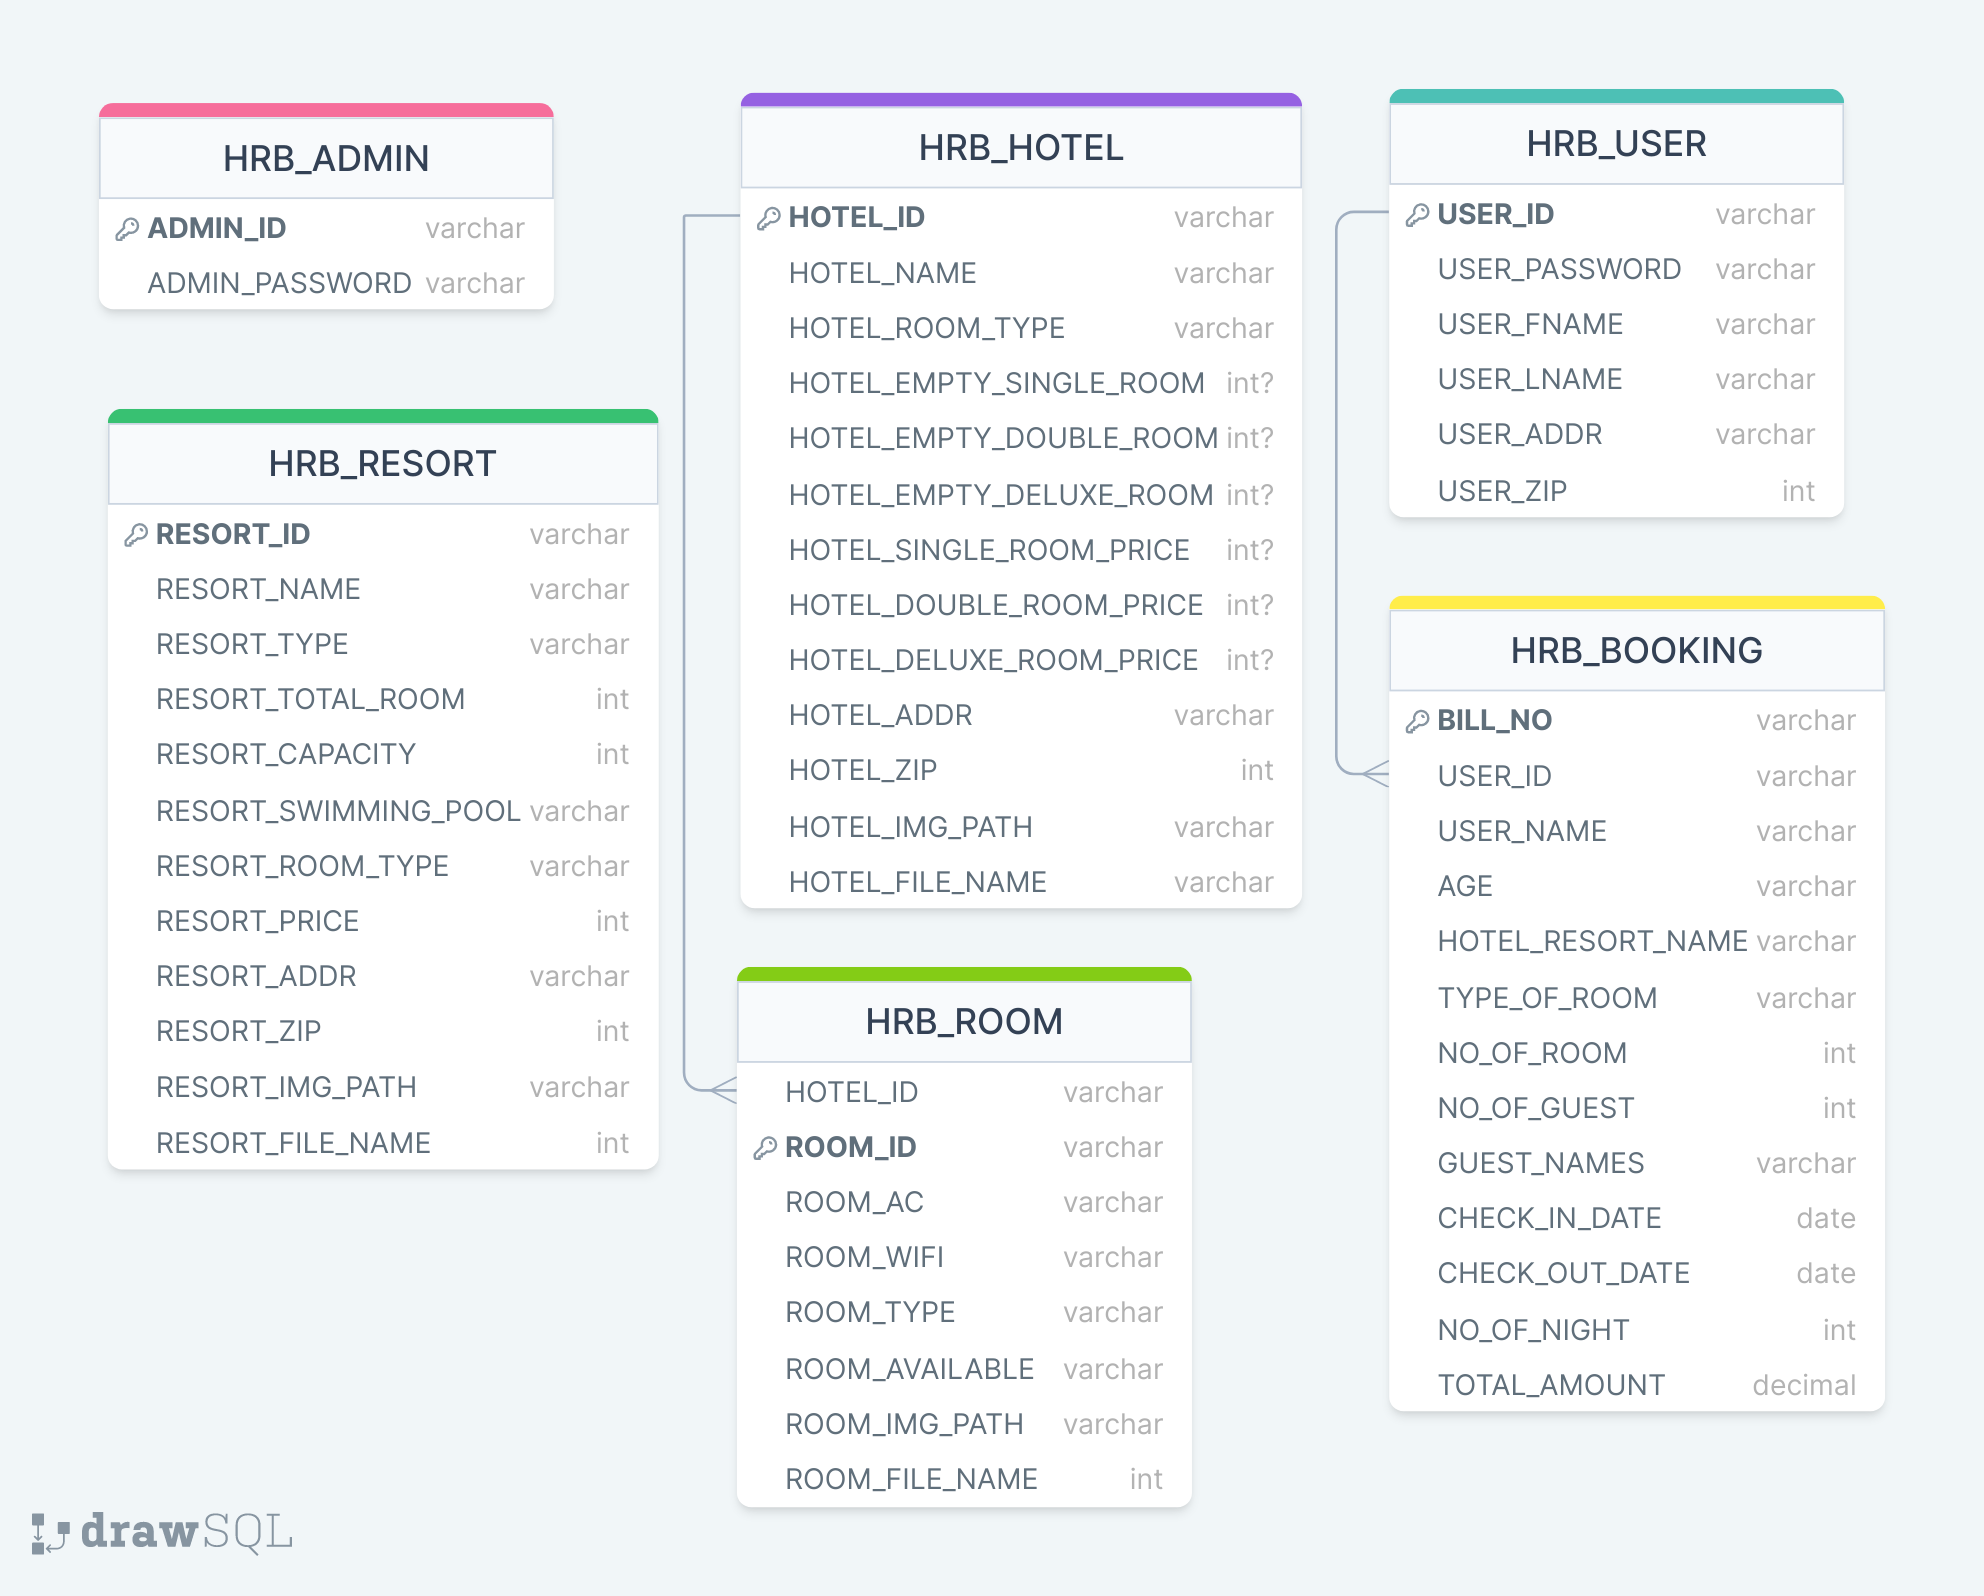 HRB_ADMIN
ADMIN_ID varchar
ADMIN_PASSWORD varchar
HRB_RESORT
RESORT_ID varchar
RESORT_NAME varchar
RESORT_TYPE varchar
RESORT_TOTAL_ROOM int
RESORT_CAPACITY int
RESORT_SWIMMING_POOL varchar
RESORT_ROOM_TYPE varchar
RESORT_PRICE int
RESORT_ADDR varchar
RESORT_ZIP int
RESORT_IMG_PATH varchar
RESORT_FILE_NAME int
HRB_HOTEL
HOTEL_ID varchar
HOTEL_NAME varchar
HOTEL_ROOM_TYPE varchar
HOTEL_EMPTY_SINGLE_ROOM int?
HOTEL_EMPTY_DOUBLE_ROOM int?
HOTEL_EMPTY_DELUXE_ROOM int?
HOTEL_SINGLE_ROOM_PRICE int?
HOTEL_DOUBLE_ROOM_PRICE int?
HOTEL_DELUXE_ROOM_PRICE int?
HOTEL_ADDR varchar
HOTEL_ZIP int
HOTEL_IMG_PATH varchar
HOTEL_FILE_NAME varchar
HRB_ROOM
HOTEL_ID varchar
ROOM_ID varchar
ROOM_AC varchar
ROOM_WIFI varchar
ROOM_TYPE varchar
ROOM_AVAILABLE varchar
ROOM_IMG_PATH varchar
ROOM_FILE_NAME int
HRB_USER
USER_ID varchar
USER_PASSWORD varchar
USER_FNAME varchar
USER_LNAME varchar
USER_ADDR varchar
USER_ZIP int
HRB_BOOKING
BILL_NO varchar
USER_ID varchar
USER_NAME varchar
AGE varchar
HOTEL_RESORT_NAME varchar
TYPE_OF_ROOM varchar
NO_OF_ROOM int
NO_OF_GUEST int
GUEST_NAMES varchar
CHECK_IN_DATE date
CHECK_OUT_DATE date
NO_OF_NIGHT int
TOTAL_AMOUNT decimal
drawSQL